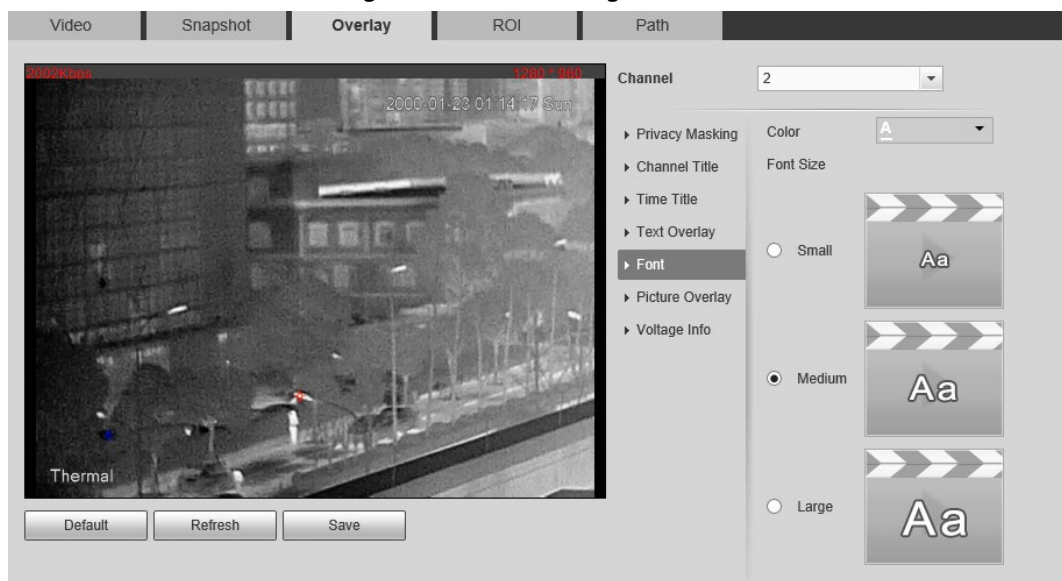 Video Snapshot Overlay ROI Path
2002Kbps 1280 * 960
2000-01-23 01:14:17 Sun
Thermal
Default Refresh Save
Channel 2
Privacy Masking
Channel Title
Time Title
Text Overlay
Font
Picture Overlay
Voltage Info
Color A
Font Size
Small Aa
Medium Aa
Large Aa